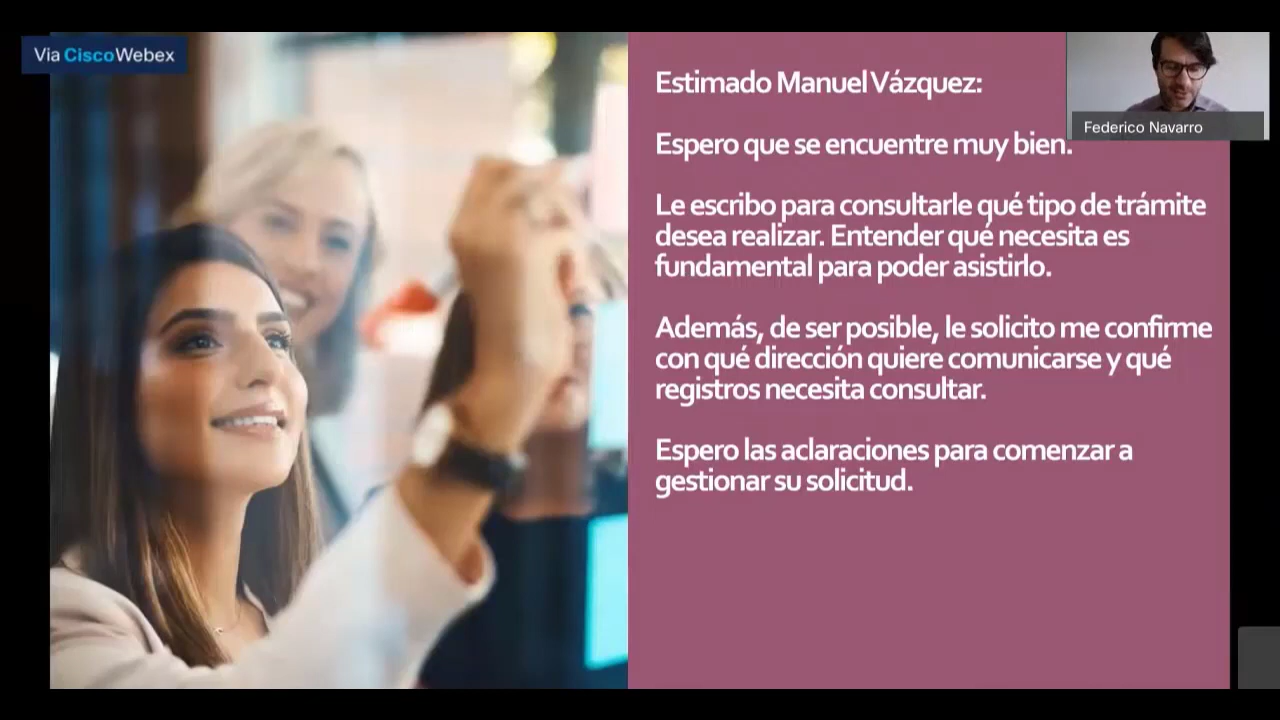 Via Cisco Webex
Estimado Manuel Vázquez:
Federico Navarro
Espero que se encuentre muy bien.
Le escribo para consultarle qué tipo de trámite
desea realizar. Entender qué necesita es
fundamental para poder asistirlo.
Además, de ser posible, le solicito me confirme
con qué dirección quiere comunicarse y qué
registros necesita consultar.
Espero las aclaraciones para comenzar a
gestionar su solicitud.